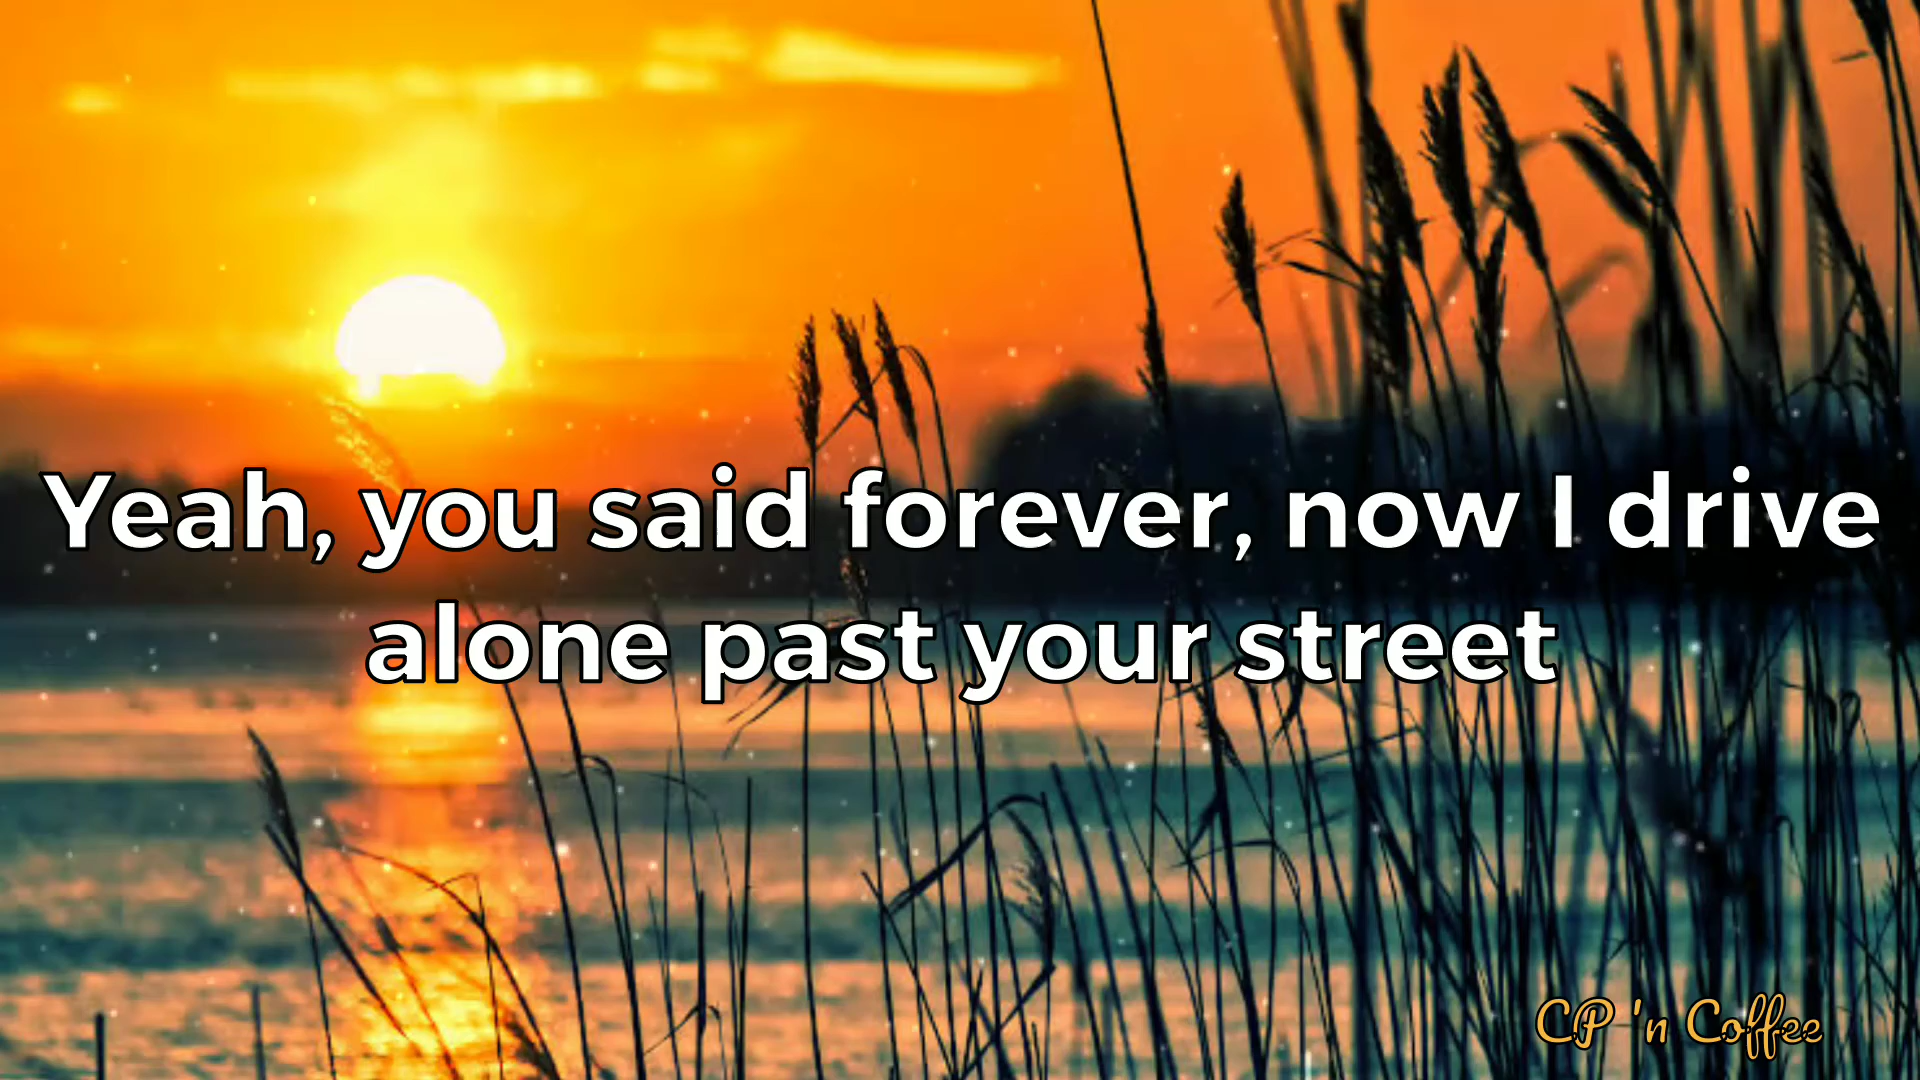 Yeah, you said forever, now I drive
alone past your street
CP 'n Coffee